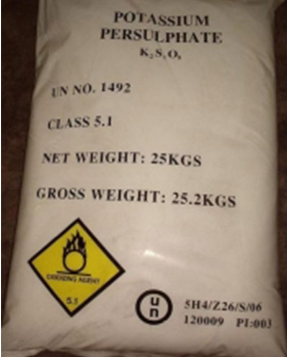 POTASSIUM
PERSULPHATE
K₂S₂O₈
UN NO. 1492
CLASS 5.1
NET WEIGHT: 25KGS
GROSS WEIGHT: 25.2KGS
OXIDIZING AGENT
5.1
un
5H4/Z26/S/06
120009 PI:003